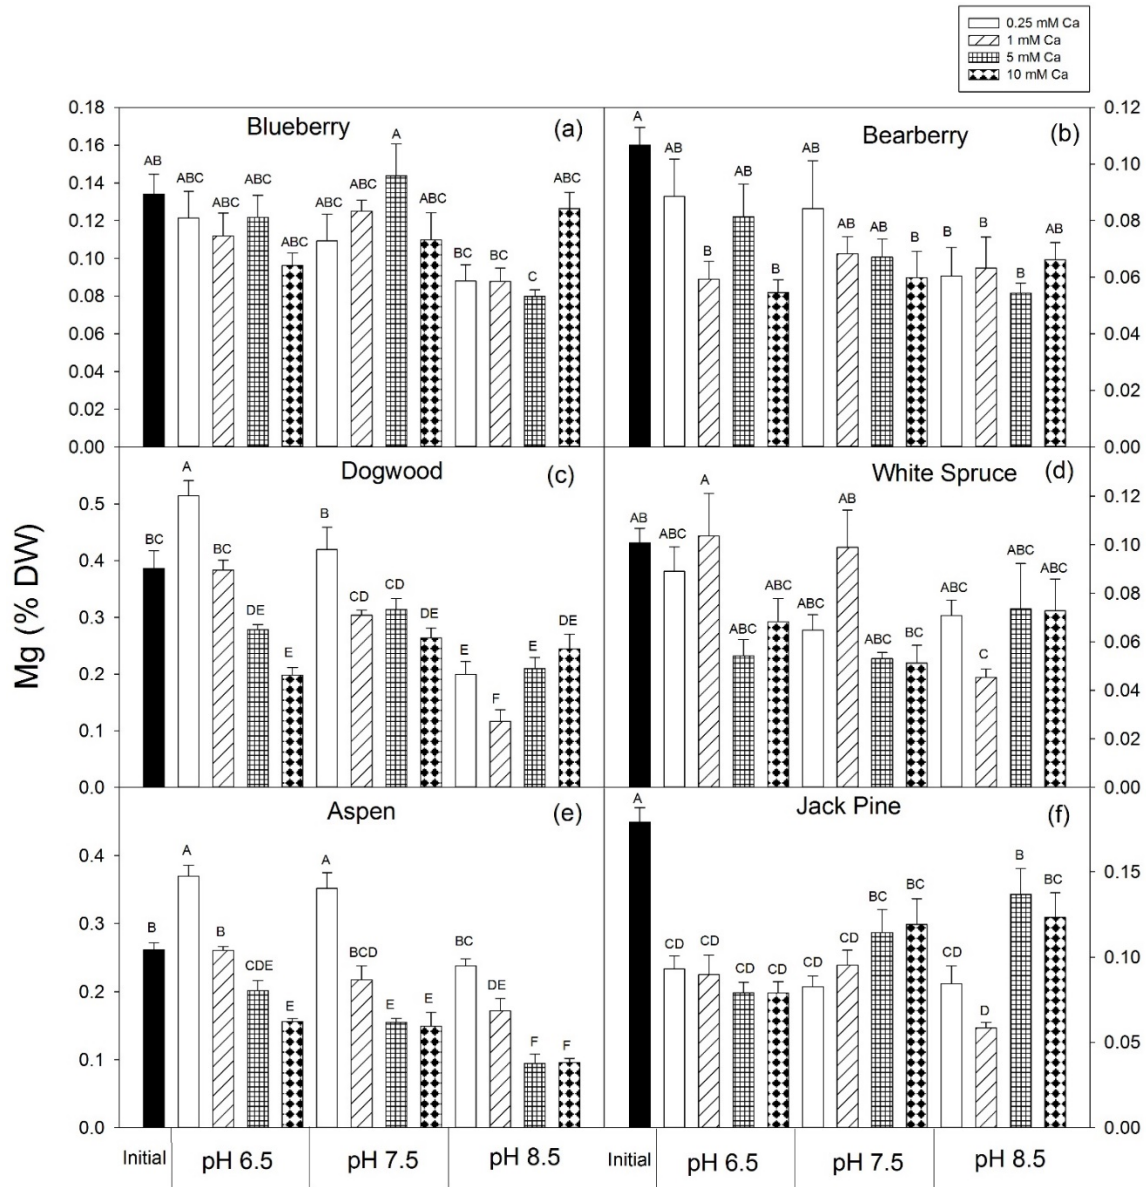 0.25 mM Ca
1 mM Ca
5 mM Ca
10 mM Ca
Mg (% DW)
Blueberry (a)
0.18
0.16
0.14
0.12
0.10
0.08
0.06
0.04
0.02
0.00
AB ABC ABC ABC ABC ABC ABC A ABC BC BC C ABC
Bearberry (b)
A AB B AB B AB AB AB B B B B AB
0.12
0.10
0.08
0.06
0.04
0.02
0.00
Dogwood (c)
0.5
0.4
0.3
0.2
0.1
0.0
BC A BC DE E B CD CD DE E F E DE
White Spruce (d)
AB ABC A ABC ABC ABC AB ABC BC ABC C ABC ABC
0.12
0.10
0.08
0.06
0.04
0.02
0.00
Aspen (e)
0.4
0.3
0.2
0.1
0.0
B A B CDE E A BCD E E BC DE F F
Jack Pine (f)
A CD CD CD CD CD CD BC BC CD D B BC
0.15
0.10
0.05
0.00
Initial pH 6.5 pH 7.5 pH 8.5 Initial pH 6.5 pH 7.5 pH 8.5